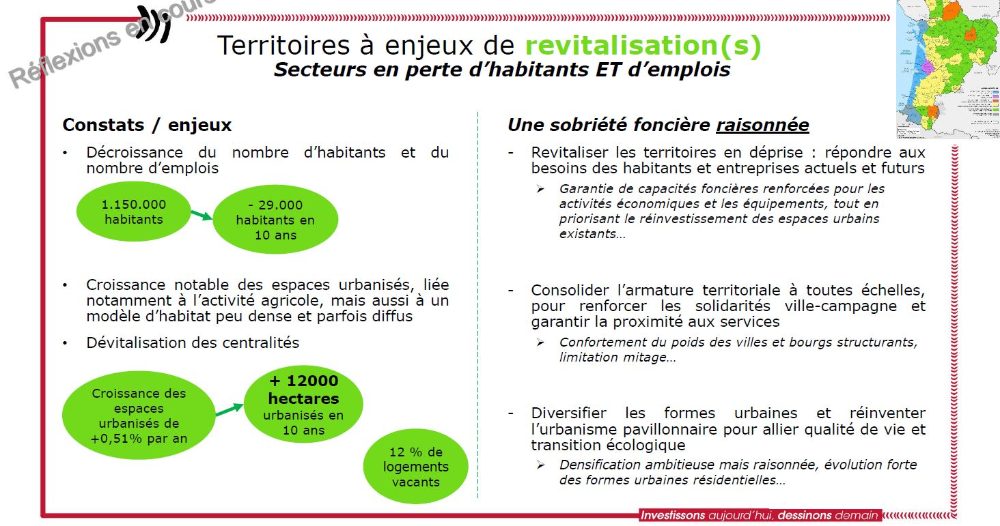 Réflexions en cours
Territoires à enjeux de revitalisation(s)
Secteurs en perte d’habitants ET d’emplois
Constats / enjeux
• Décroissance du nombre d’habitants et du
nombre d’emplois
1.150.000
habitants
- 29.000
habitants en
10 ans
• Croissance notable des espaces urbanisés, liée
notamment à l’activité agricole, mais aussi à un
modèle d’habitat peu dense et parfois diffus
• Dévitalisation des centralités
Croissance des
espaces
urbanisés de
+0,51% par an
+ 12000
hectares
urbanisés en
10 ans
12 % de
logements
vacants
Une sobriété foncière raisonnée
- Revitaliser les territoires en déprise : répondre aux
besoins des habitants et entreprises actuels et futurs
➢ Garantie de capacités foncières renforcées pour les
activités économiques et les équipements, tout en
priorisant le réinvestissement des espaces urbains
existants…
- Consolider l’armature territoriale à toutes échelles,
pour renforcer les solidarités ville-campagne et
garantir la proximité aux services
➢ Confortement du poids des villes et bourgs structurants,
limitation mitage…
- Diversifier les formes urbaines et réinventer
l’urbanisme pavillonnaire pour allier qualité de vie et
transition écologique
➢ Densification ambitieuse mais raisonnée, évolution forte
des formes urbaines résidentielles…
Investissons aujourd’hui, dessinons demain